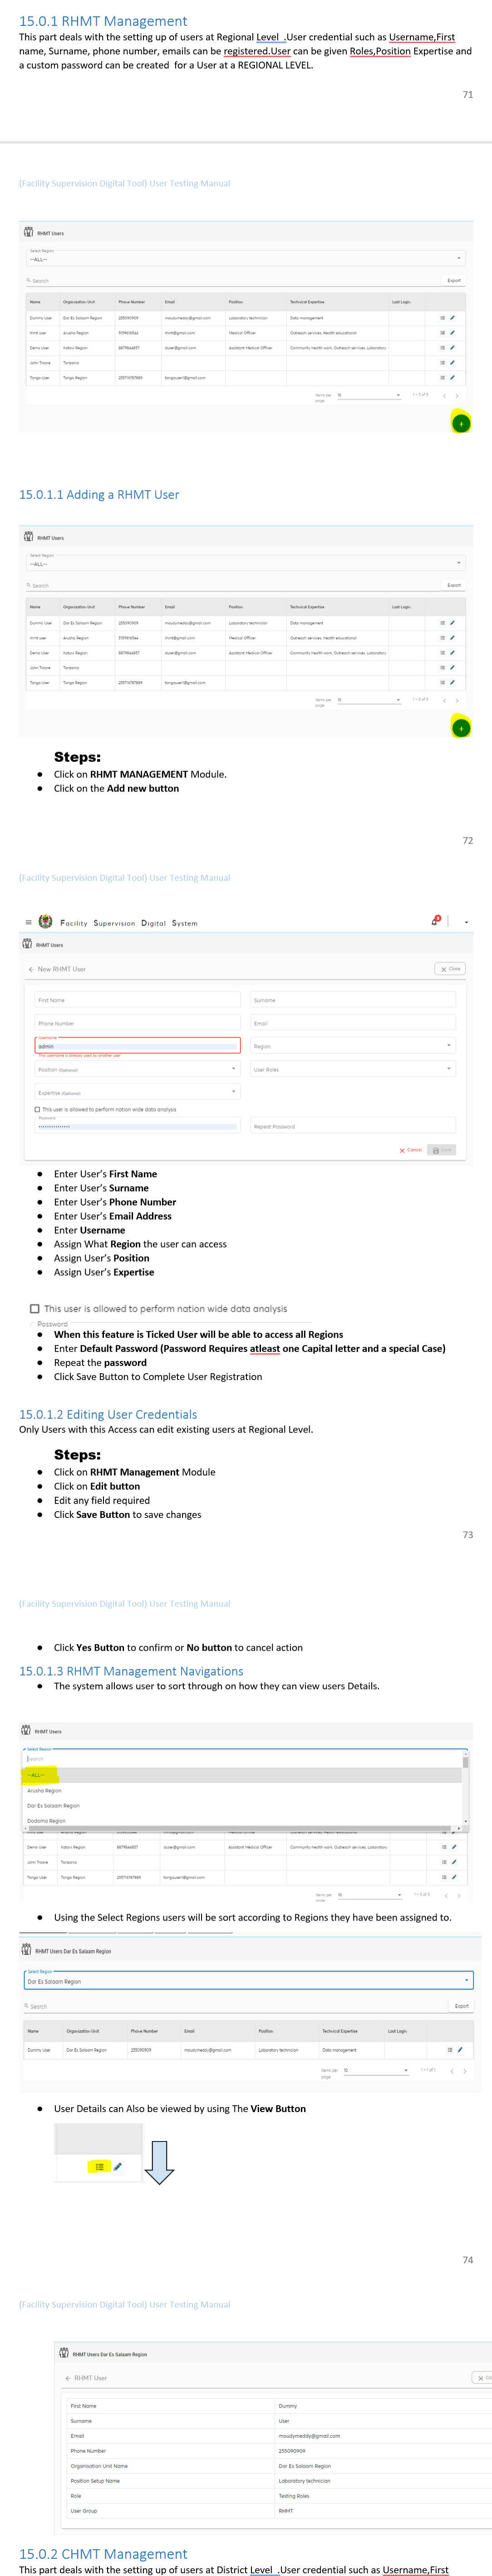 15.0.1 RHMT Management
This part deals with the setting up of users at Regional Level .User credential such as Username,First
name, Surname, phone number, emails can be registered.User can be given Roles,Position Expertise and
a custom password can be created for a User at a REGIONAL LEVEL.
71
(Facility Supervision Digital Tool) User Testing Manual
RHMT Users
Select Region
--ALL--
Search
Export
Name Organization Unit Phone Number Email Position Technical Expertise Last Login
Dummy User Dar Es Salaam Region 255090909 moudymeddy@gmail.com Laboratory technician Data management
rhmt user Arusha Region rhmt@gmail.com Medical Officer Outreach services, Health educational
Demo User Katavi Region duser@gmail.com Assistant Medical Officer Community health work, Outreach services, Laboratory
John Tnane Tanzania
Tanga User Tanga Region tangauser1@gmail.com
Items per page: 10 1 - 5 of 5
15.0.1.1 Adding a RHMT User
RHMT Users
Select Region
--ALL--
Search
Export
Name Organization Unit Phone Number Email Position Technical Expertise Last Login
Dummy User Dar Es Salaam Region 255090909 moudymeddy@gmail.com Laboratory technician Data management
rhmt user Arusha Region rhmt@gmail.com Medical Officer Outreach services, Health educational
Demo User Katavi Region duser@gmail.com Assistant Medical Officer Community health work, Outreach services, Laboratory
John Tnane Tanzania
Tanga User Tanga Region tangauser1@gmail.com
Items per page: 10 1 - 5 of 5
Steps:
● Click on RHMT MANAGEMENT Module.
● Click on the Add new button
72
(Facility Supervision Digital Tool) User Testing Manual
Facility Supervision Digital System
RHMT Users
New RHMT User
Close
First Name Surname
Phone Number Email
Username
admin Region
This username is already used by another user
Position (Optional) User Roles
Expertise (Optional)
This user is allowed to perform nation wide data analysis
Password
•••••••••••••••• Repeat Password
Cancel Save
● Enter User’s First Name
● Enter User’s Surname
● Enter User’s Phone Number
● Enter User’s Email Address
● Enter Username
● Assign What Region the user can access
● Assign User’s Position
● Assign User’s Expertise
This user is allowed to perform nation wide data analysis
Password
● When this feature is Ticked User will be able to access all Regions
● Enter Default Password (Password Requires atleast one Capital letter and a special Case)
● Repeat the password
● Click Save Button to Complete User Registration
15.0.1.2 Editing User Credentials
Only Users with this Access can edit existing users at Regional Level.
Steps:
● Click on RHMT Management Module
● Click on Edit button
● Edit any field required
● Click Save Button to save changes
73
(Facility Supervision Digital Tool) User Testing Manual
● Click Yes Button to confirm or No button to cancel action
15.0.1.3 RHMT Management Navigations
● The system allows user to sort through on how they can view users Details.
RHMT Users
Select Region
Search
--ALL--
Arusha Region
Dar Es Salaam Region
Dodoma Region
Demo User Katavi Region duser@gmail.com Assistant Medical Officer Community health work, Outreach services, Laboratory
John Tnane Tanzania
Tanga User Tanga Region tangauser1@gmail.com
Items per page: 10 1 - 5 of 5
● Using the Select Regions users will be sort according to Regions they have been assigned to.
RHMT Users Dar Es Salaam Region
Select Region
Dar Es Salaam Region
Search
Export
Name Organization Unit Phone Number Email Position Technical Expertise Last Login
Dummy User Dar Es Salaam Region 255090909 moudymeddy@gmail.com Laboratory technician Data management
Items per page: 10 1 - 1 of 1
● User Details can Also be viewed by using The View Button
74
(Facility Supervision Digital Tool) User Testing Manual
RHMT Users Dar Es Salaam Region
RHMT User
First Name Dummy
Surname User
Email moudymeddy@gmail.com
Phone Number 255090909
Organisation Unit Name Dar Es Salaam Region
Position Setup Name Laboratory technician
Role Testing Roles
User Group RHMT
15.0.2 CHMT Management
This part deals with the setting up of users at District Level .User credential such as Username,First